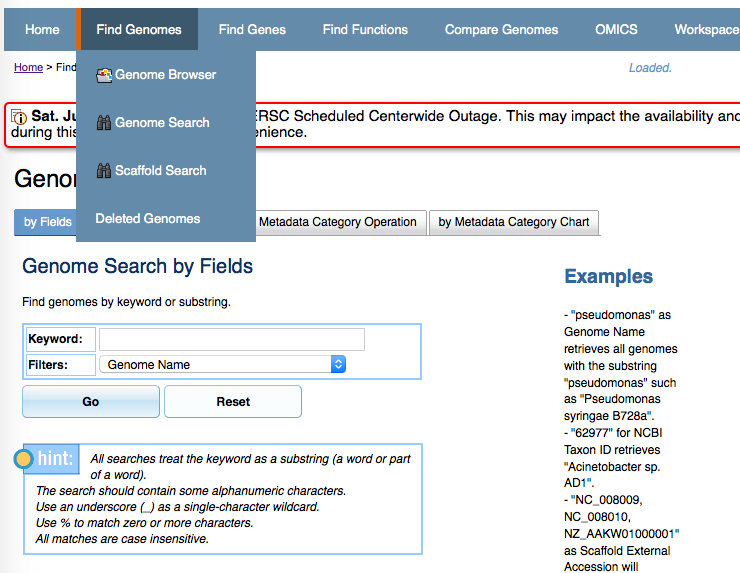 Home Find Genomes Find Genes Find Functions Compare Genomes OMICS Workspace
Home > Find
Loaded.
Genome Browser
Genome Search
Scaffold Search
Deleted Genomes
Sat. Ju ERSC Scheduled Centerwide Outage. This may impact the availability and
during this enience.
Geno
by Fields Metadata Category Operation by Metadata Category Chart
Genome Search by Fields
Find genomes by keyword or substring.
Keyword:
Filters: Genome Name
Go Reset
hint: All searches treat the keyword as a substring (a word or part
of a word).
The search should contain some alphanumeric characters.
Use an underscore (_) as a single-character wildcard.
Use % to match zero or more characters.
All matches are case insensitive.
Examples
- "pseudomonas" as
Genome Name
retrieves all genomes
with the substring
"pseudomonas" such
as "Pseudomonas
syringae B728a".
- "62977" for NCBI
Taxon ID retrieves
"Acinetobacter sp.
AD1".
- "NC_008009,
NC_008010,
NZ_AAKW01000001"
as Scaffold External
Accession will